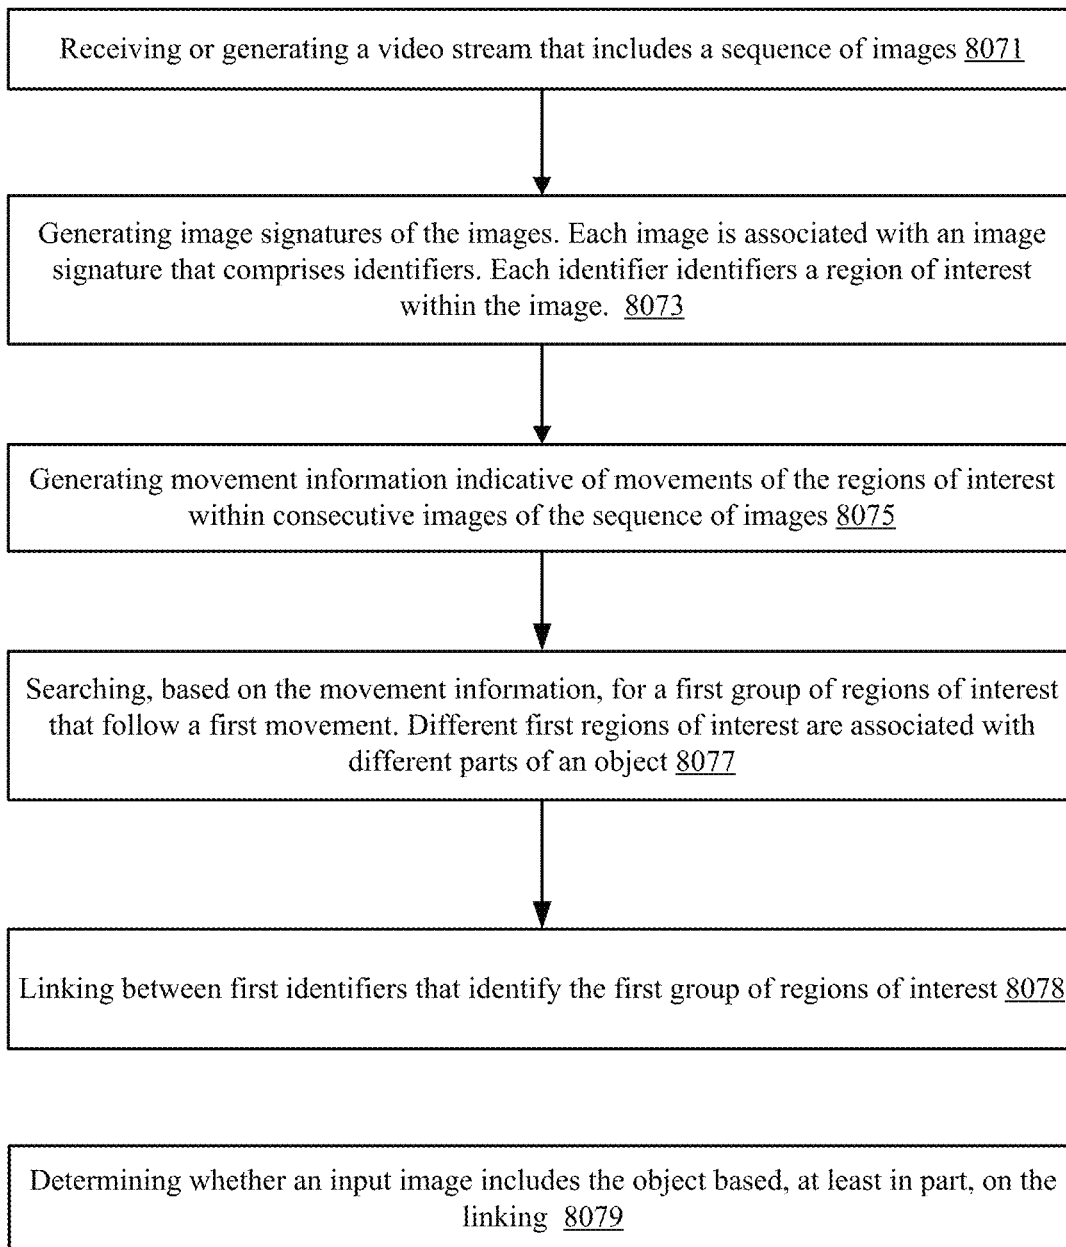 Receiving or generating a video stream that includes a sequence of images 8071
Generating image signatures of the images. Each image is associated with an image
signature that comprises identifiers. Each identifier identifiers a region of interest
within the image. 8073
Generating movement information indicative of movements of the regions of interest
within consecutive images of the sequence of images 8075
Searching, based on the movement information, for a first group of regions of interest
that follow a first movement. Different first regions of interest are associated with
different parts of an object 8077
Linking between first identifiers that identify the first group of regions of interest 8078
Determining whether an input image includes the object based, at least in part, on the
linking 8079